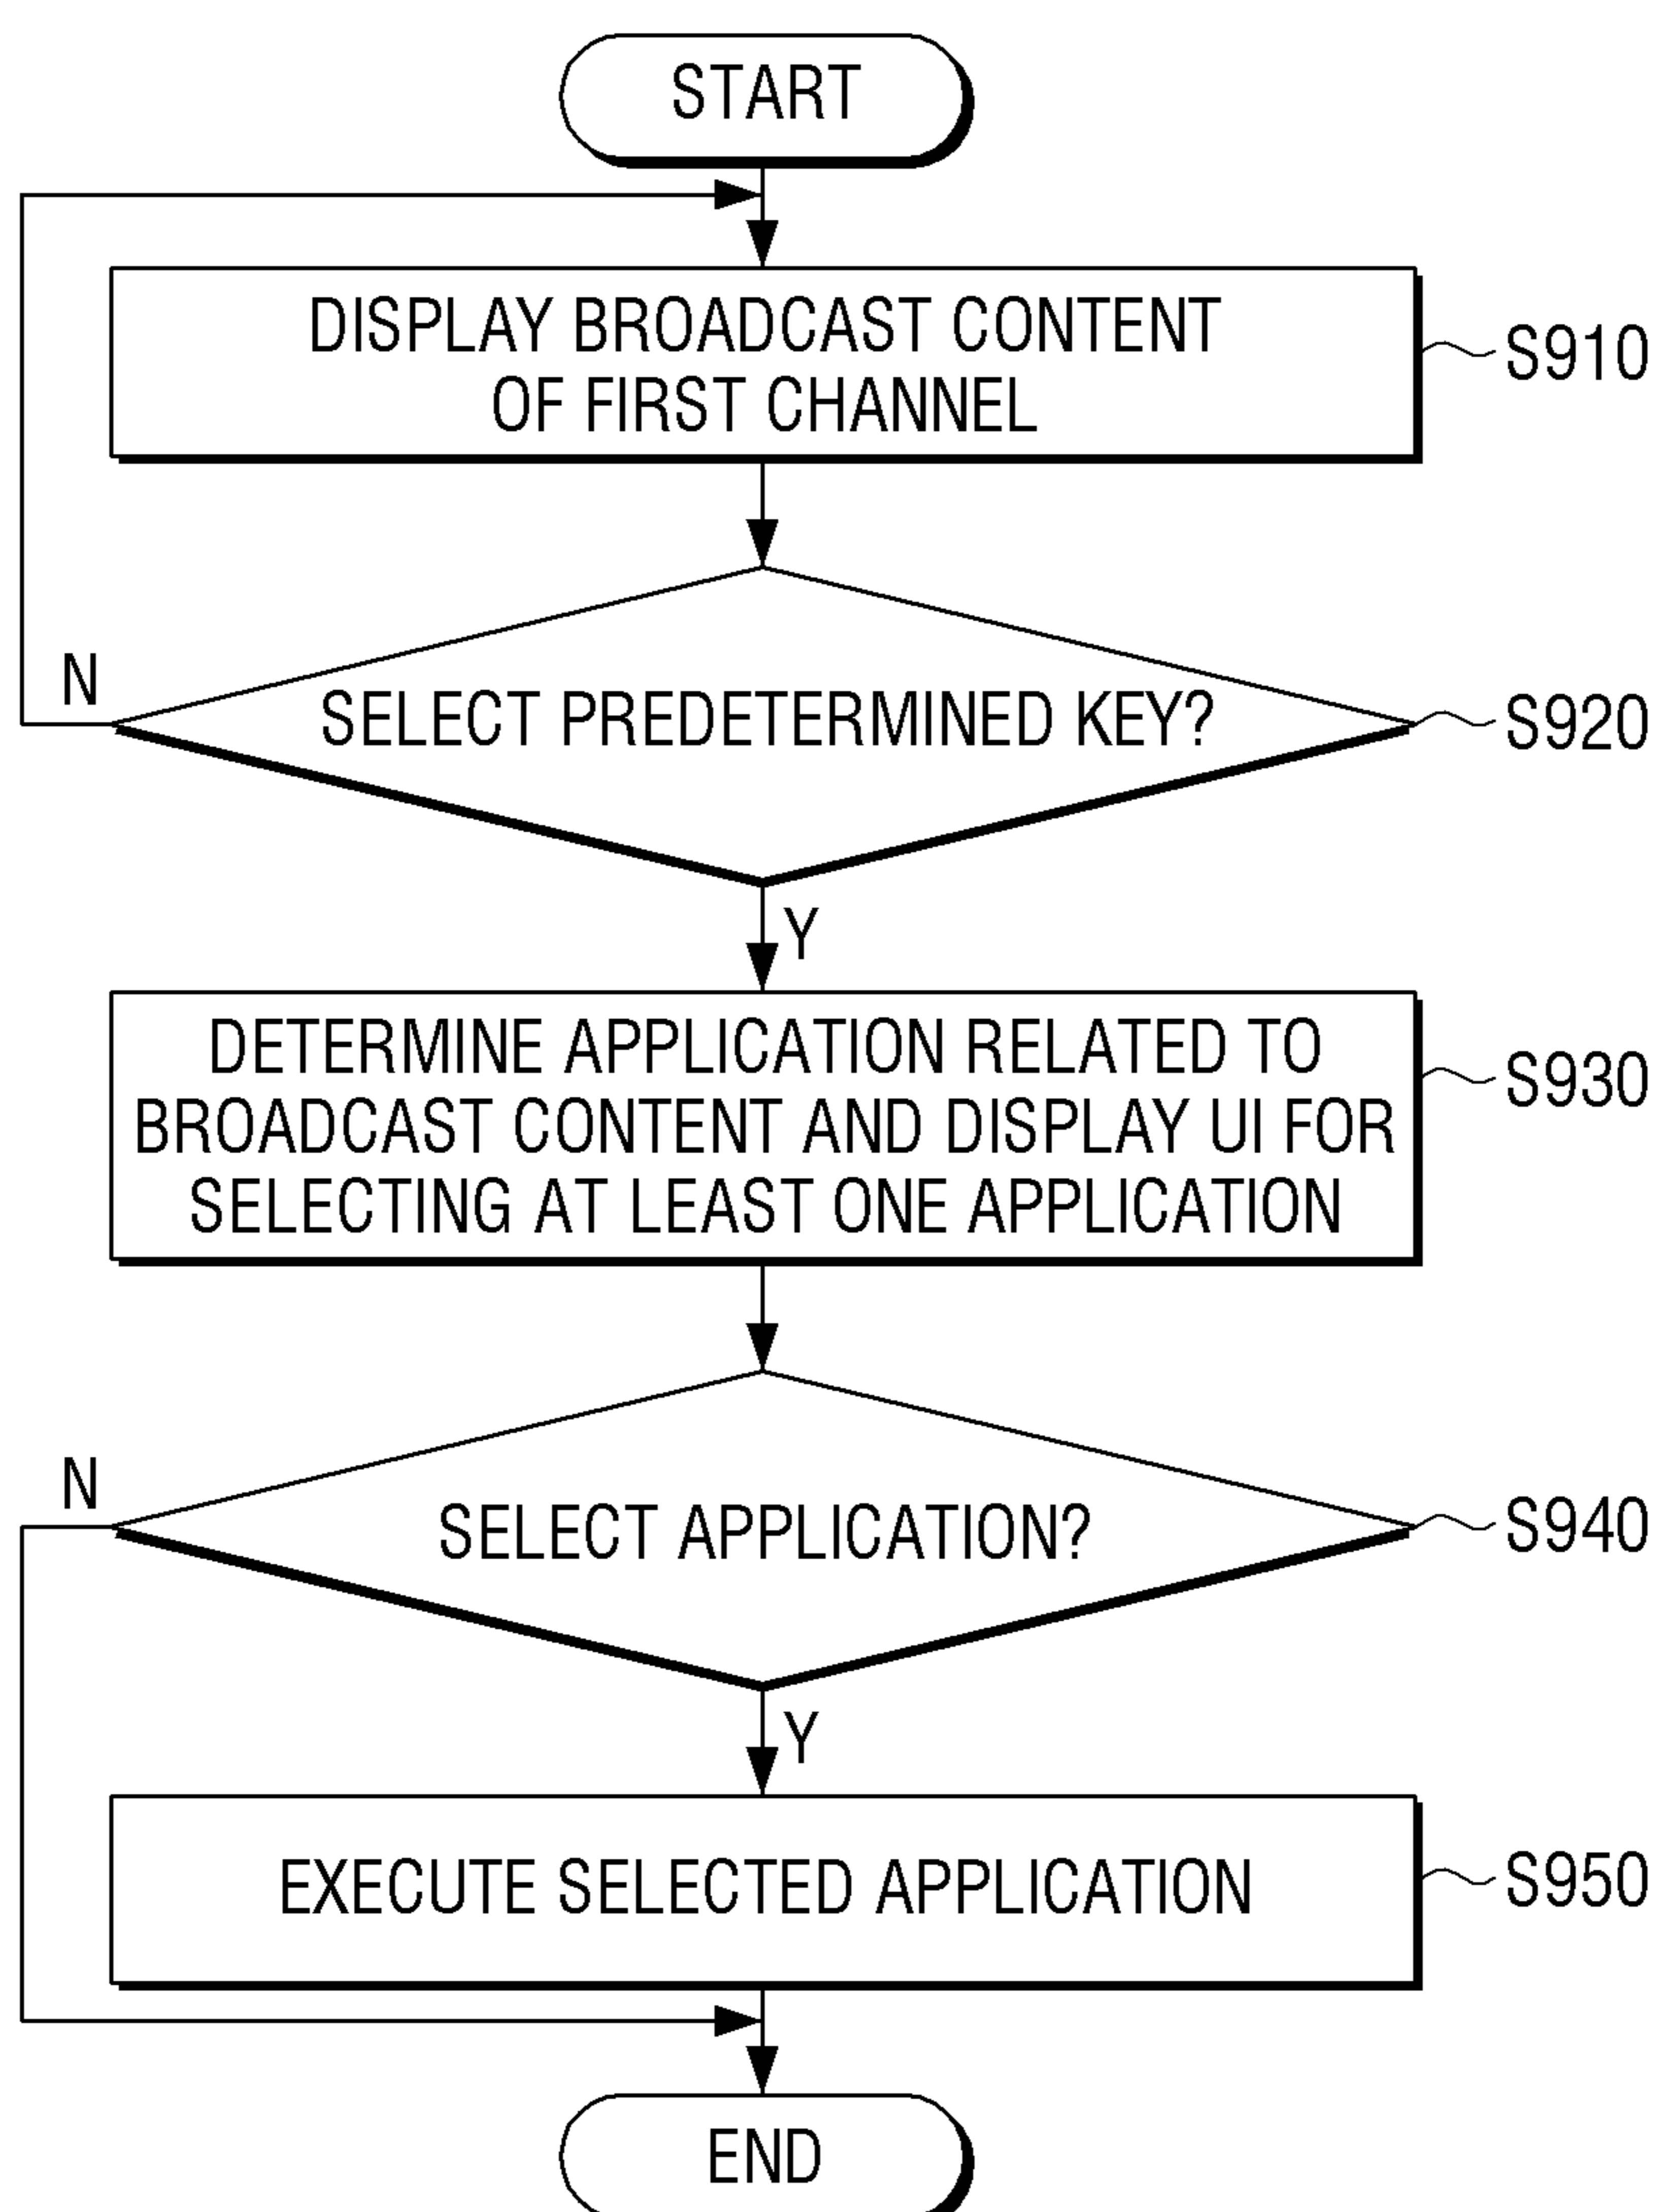 START
DISPLAY BROADCAST CONTENT
OF FIRST CHANNEL
S910
N
SELECT PREDETERMINED KEY?
S920
Y
DETERMINE APPLICATION RELATED TO
BROADCAST CONTENT AND DISPLAY UI FOR
SELECTING AT LEAST ONE APPLICATION
S930
N
SELECT APPLICATION?
S940
Y
EXECUTE SELECTED APPLICATION
S950
END